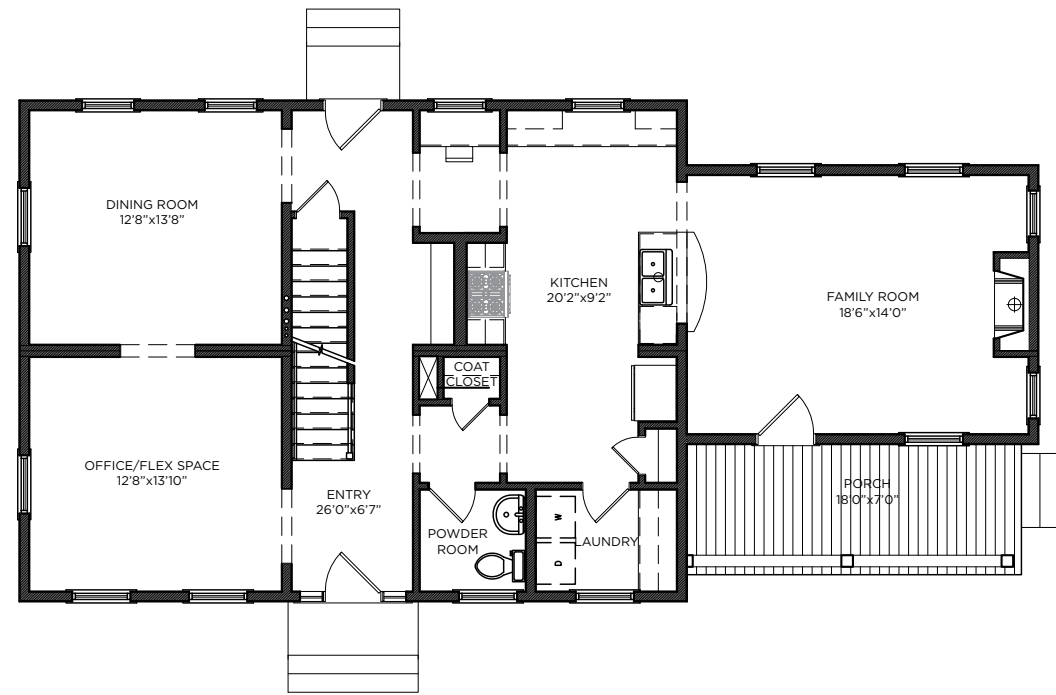 DINING ROOM
12'8"x13'8"
KITCHEN
20'2"x9'2"
FAMILY ROOM
18'6"x14'0"
COAT
CLOSET
OFFICE/FLEX SPACE
12'8"x13'10"
ENTRY
26'0"x6'7"
PORCH
18'0"x7'0"
POWDER
ROOM
W
LAUNDRY
D